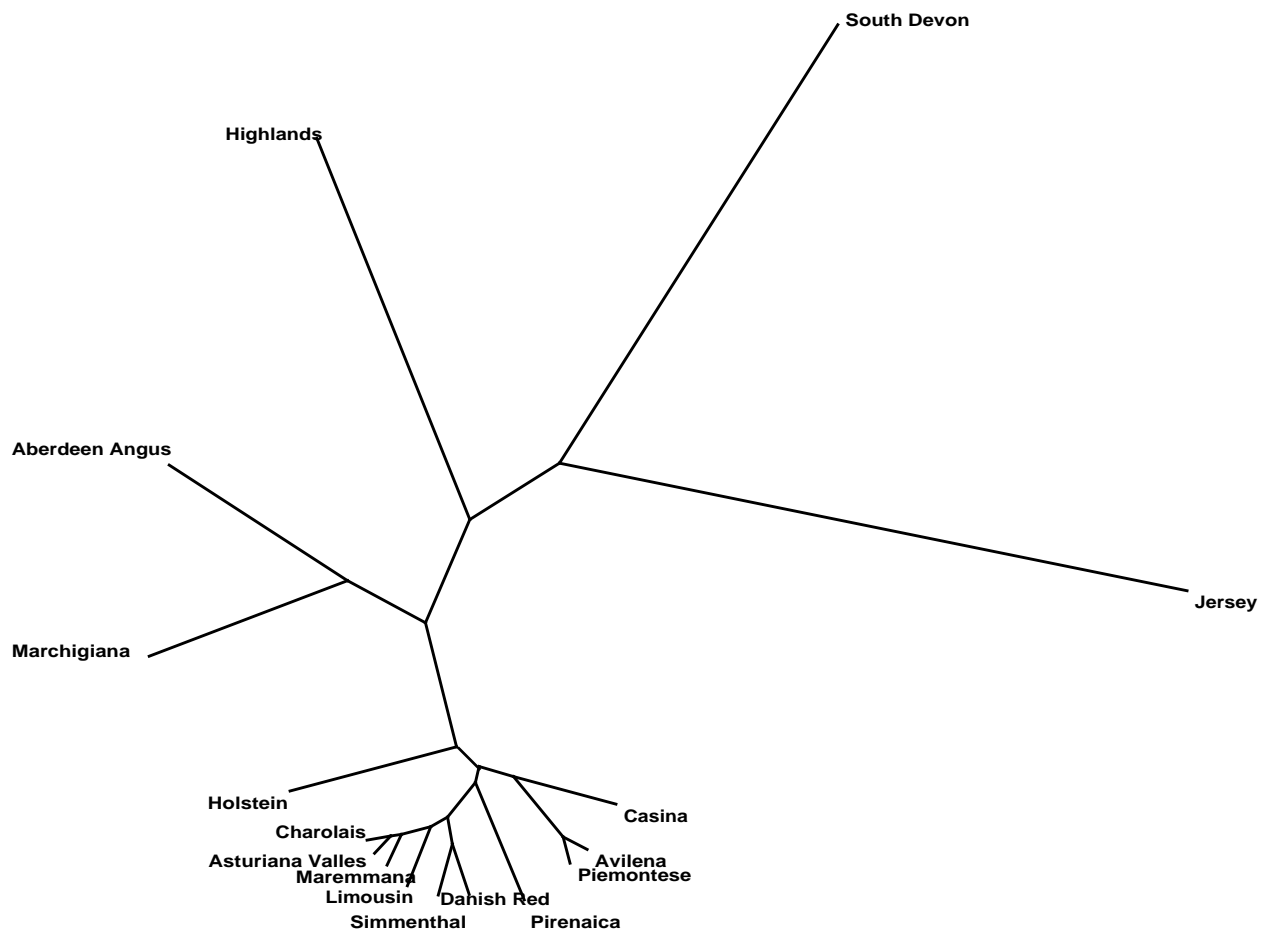 South Devon
Highlands
Aberdeen Angus
Jersey
Marchigiana
Holstein
Casina
Charolais
Asturiana Valles
Avilena
Maremmana
Piemontese
Limousin
Danish Red
Simmenthal
Pirenaica